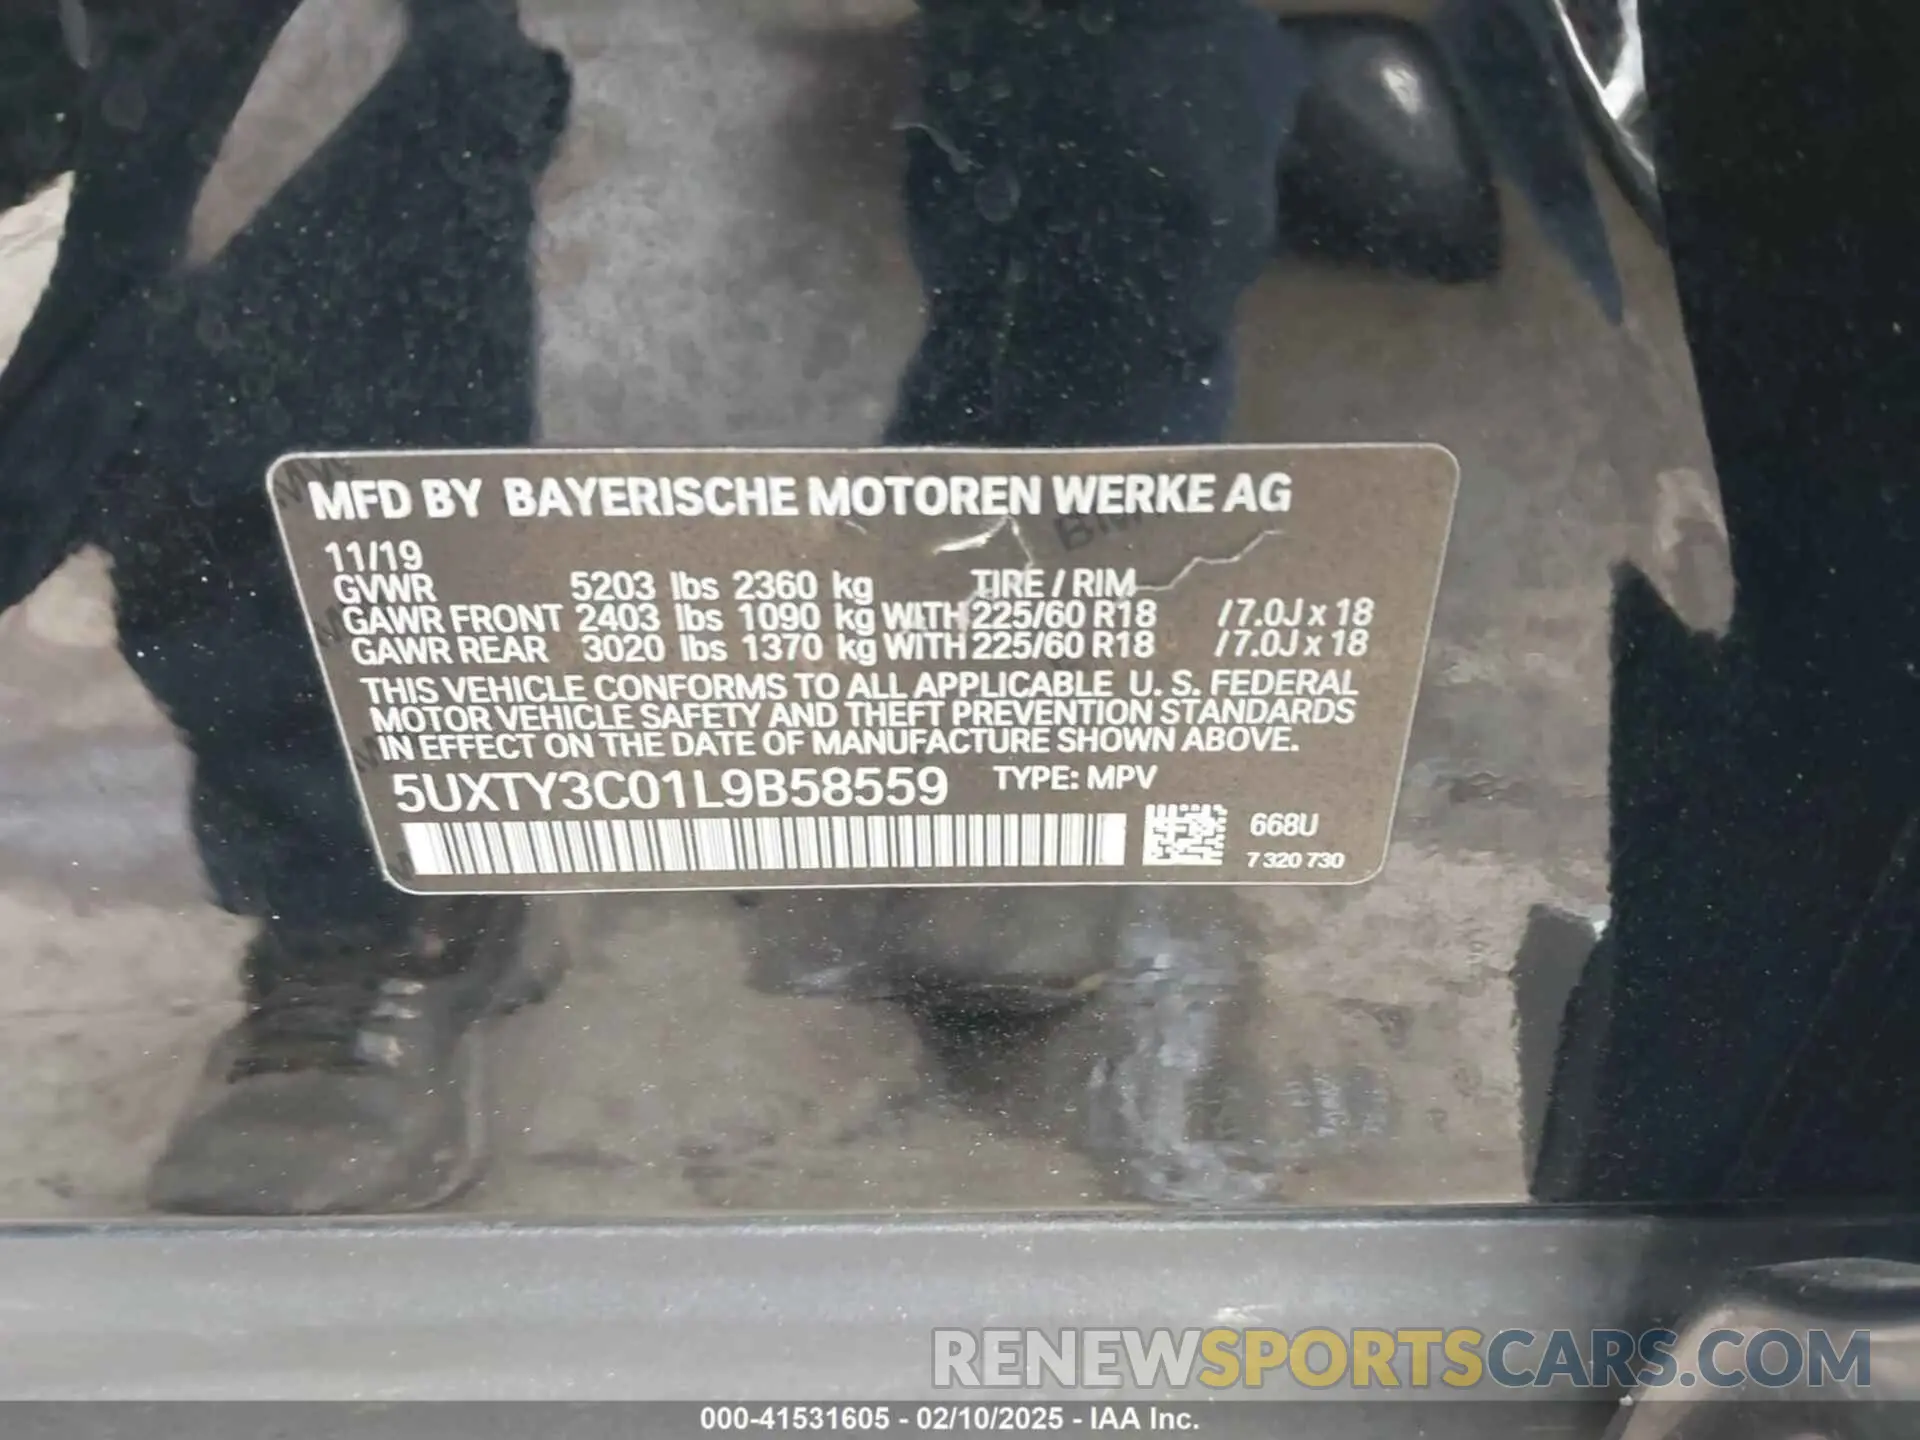 MFD BY BAYERISCHE MOTOREN WERKE AG
11/19
GVWR 5203 lbs 2360 kg TIRE / RIM
GAWR FRONT 2403 lbs 1090 kg WITH 225/60 R18 /7.0J x 18
GAWR REAR 3020 lbs 1370 kg WITH 225/60 R18 /7.0J x 18
THIS VEHICLE CONFORMS TO ALL APPLICABLE U. S. FEDERAL
MOTOR VEHICLE SAFETY AND THEFT PREVENTION STANDARDS
IN EFFECT ON THE DATE OF MANUFACTURE SHOWN ABOVE.
5UXTY3C01L9B58559 TYPE: MPV
668U
7 320 730
RENEWSPORTSCARS.COM
000-41531605 - 02/10/2025 - IAA Inc.